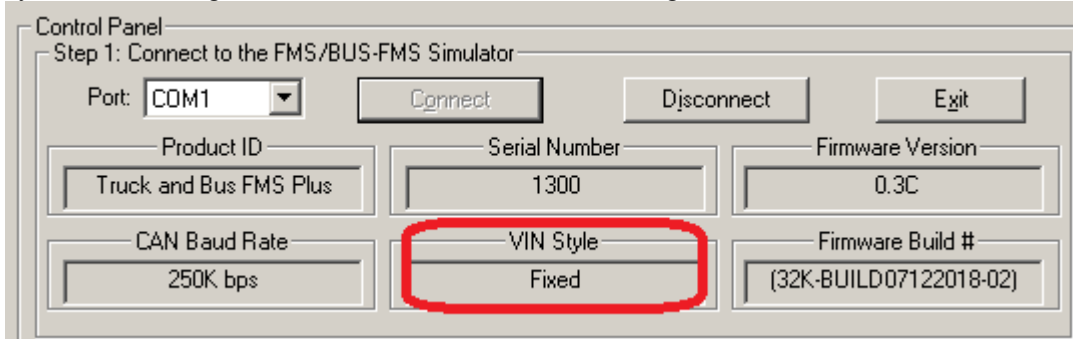 Control Panel
Step 1: Connect to the FMS/BUS-FMS Simulator
Port: COM1 Connect Disconnect Exit
Product ID Serial Number Firmware Version
Truck and Bus FMS Plus 1300 0.3C
CAN Baud Rate VIN Style Firmware Build #
250K bps Fixed (32K-BUILD07122018-02)